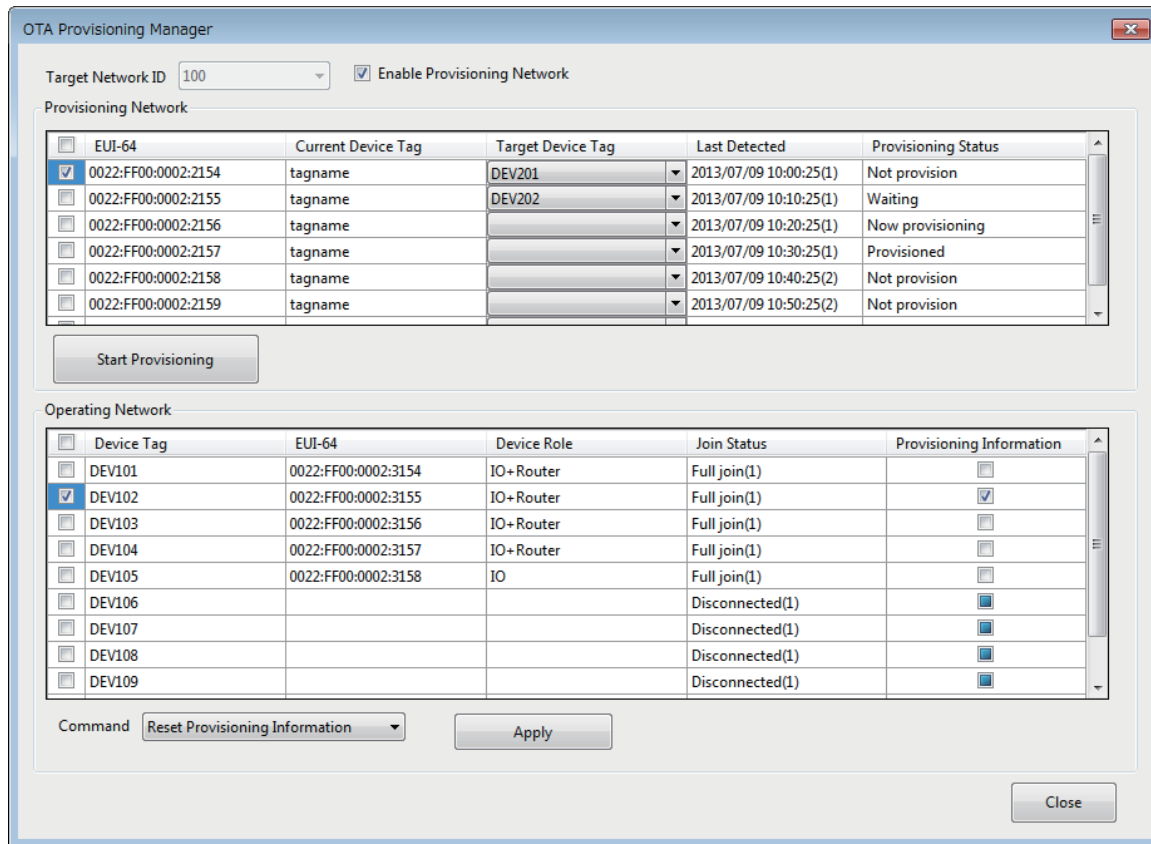 OTA Provisioning Manager
Target Network ID 100 Enable Provisioning Network
Provisioning Network
EUI-64 Current Device Tag Target Device Tag Last Detected Provisioning Status
0022:FF00:0002:2154 tagname DEV201 2013/07/09 10:00:25(1) Not provision
0022:FF00:0002:2155 tagname DEV202 2013/07/09 10:10:25(1) Waiting
0022:FF00:0002:2156 tagname 2013/07/09 10:20:25(1) Now provisioning
0022:FF00:0002:2157 tagname 2013/07/09 10:30:25(1) Provisioned
0022:FF00:0002:2158 tagname 2013/07/09 10:40:25(2) Not provision
0022:FF00:0002:2159 tagname 2013/07/09 10:50:25(2) Not provision
Start Provisioning
Operating Network
Device Tag EUI-64 Device Role Join Status Provisioning Information
DEV101 0022:FF00:0002:3154 IO+Router Full join(1)
DEV102 0022:FF00:0002:3155 IO+Router Full join(1)
DEV103 0022:FF00:0002:3156 IO+Router Full join(1)
DEV104 0022:FF00:0002:3157 IO+Router Full join(1)
DEV105 0022:FF00:0002:3158 IO Full join(1)
DEV106 Disconnected(1)
DEV107 Disconnected(1)
DEV108 Disconnected(1)
DEV109 Disconnected(1)
Command Reset Provisioning Information Apply
Close